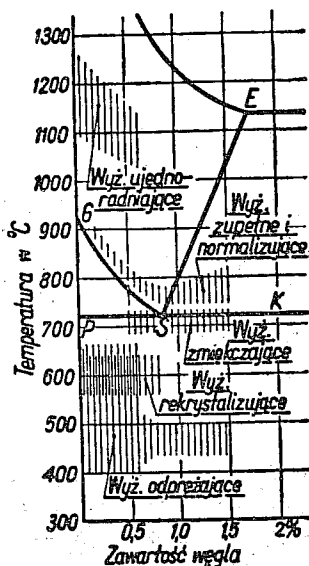 1300
1200
1100
1000
900
800
700
600
500
400
300
Temperatura w °C
E
Wyż. ujedno-
radniające
G
Wyż.
zupełne i
normalizujące
P
S
K
Wyż.
zmiękczające
Wyż.
rekrystalizujące
Wyż. odprężające
0 0,5 1,0 1,5 2%
Zawartość węgla